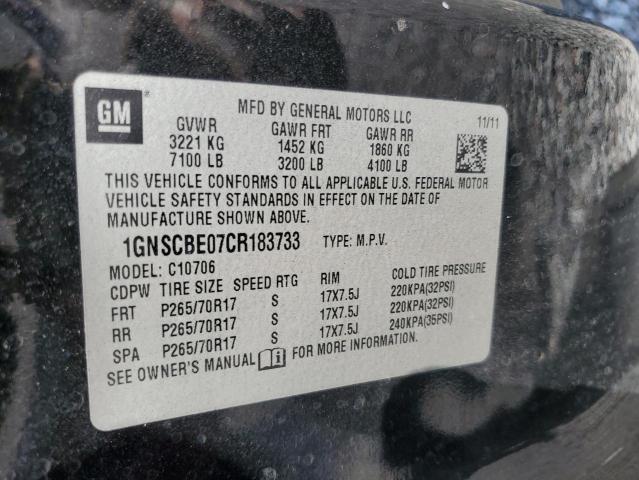 GM
MFD BY GENERAL MOTORS LLC
11/11
GVWR GAWR FRT GAWR RR
3221 KG 1452 KG 1860 KG
7100 LB 3200 LB 4100 LB
THIS VEHICLE CONFORMS TO ALL APPLICABLE U.S. FEDERAL MOTOR
VEHICLE SAFETY STANDARDS IN EFFECT ON THE DATE OF
MANUFACTURE SHOWN ABOVE.
1GNSCBE07CR183733 TYPE: M.P.V.
MODEL: C10706
CDPW TIRE SIZE SPEED RTG RIM COLD TIRE PRESSURE
FRT P265/70R17 S 17X7.5J 220KPA(32PSI)
RR P265/70R17 S 17X7.5J 220KPA(32PSI)
SPA P265/70R17 S 17X7.5J 240KPA(35PSI)
SEE OWNER'S MANUAL FOR MORE INFORMATION.